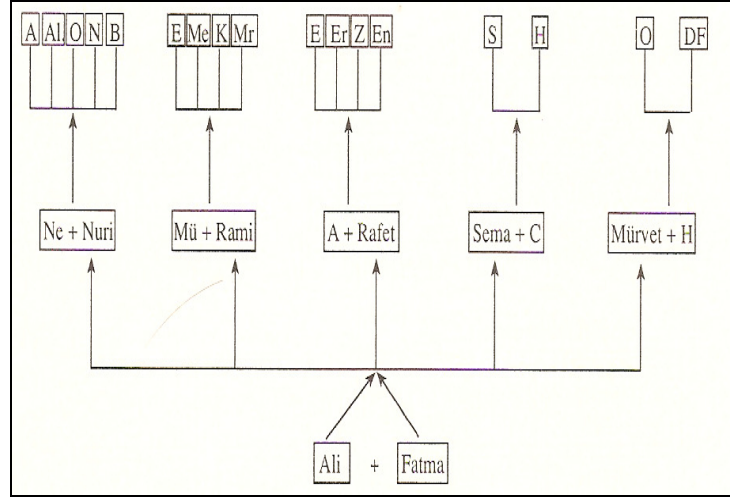 A Al. O N B E Me K Mr E Er Z En S H O DF
Ne + Nuri Mü + Rami A + Rafet Sema + C Mürvet + H
Ali + Fatma